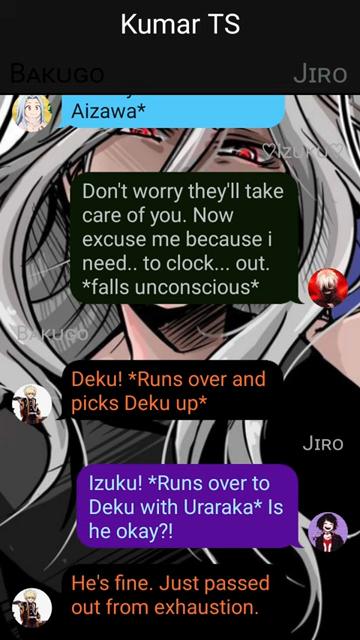 Kumar TS
BAKUGO
JIRO
Aizawa*
♡IZUKU♡
Don't worry they'll take
care of you. Now
excuse me because i
need.. to clock... out.
*falls unconscious*
BAKUGO
Deku! *Runs over and
picks Deku up*
JIRO
Izuku! *Runs over to
Deku with Uraraka* Is
he okay?!
He's fine. Just passed
out from exhaustion.